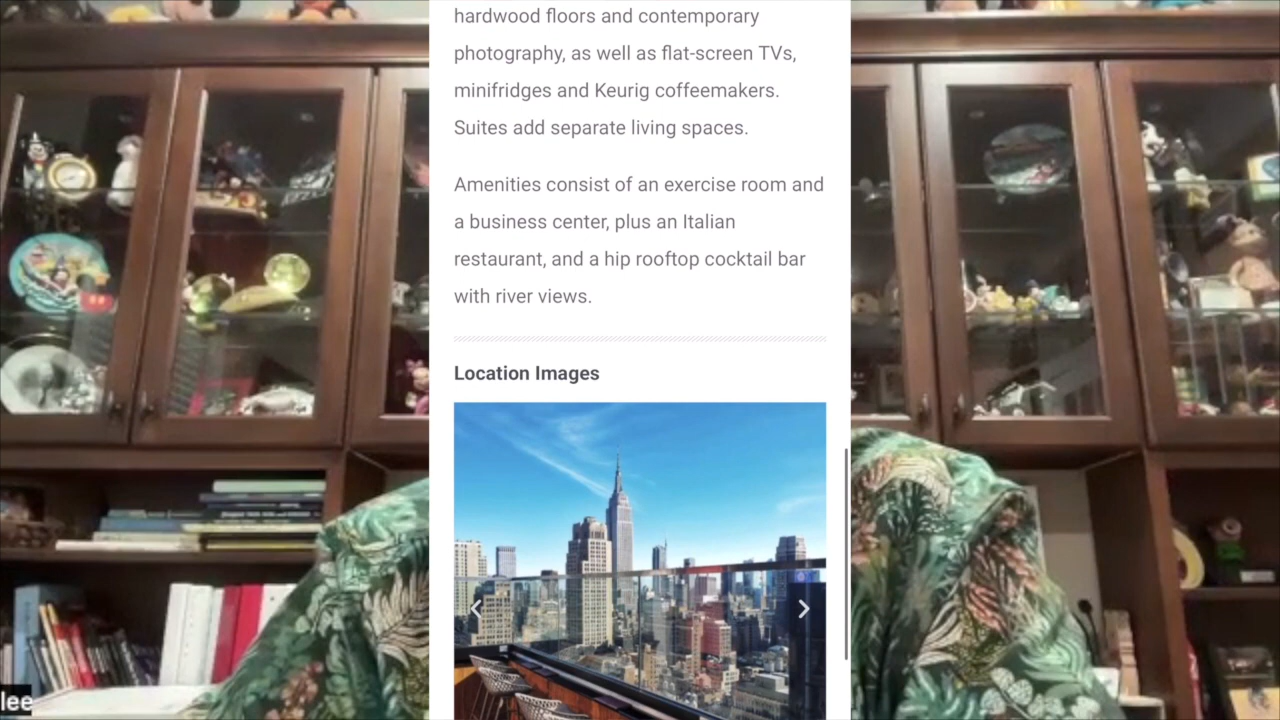 hardwood floors and contemporary
photography, as well as flat-screen TVs,
minifridges and Keurig coffeemakers.
Suites add separate living spaces.
Amenities consist of an exercise room and
a business center, plus an Italian
restaurant, and a hip rooftop cocktail bar
with river views.
Location Images
lee